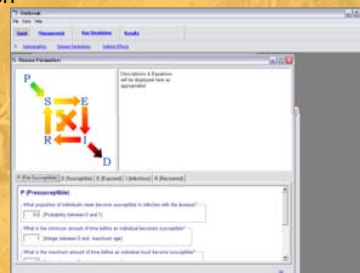 Outbreak
File Data Help
Input Management Run Simulation Results
Demographics Disease Parameters Indirect Effects
Disease Parameters
Descriptions & Equations
will be displayed here as
appropriate
P
S E
R I
D
P (Pre-Susceptible) S (Susceptible) E (Exposed) I (Infectious) R (Recovered)
P (Presusceptible)
What proportion of individuals never become susceptible to infection with the disease?
(Probability between 0 and 1)
What is the minimum amount of time before an individual becomes susceptible?
1 (Integer between 0 and maximum age)
What is the maximum amount of time before an individual must become susceptible?